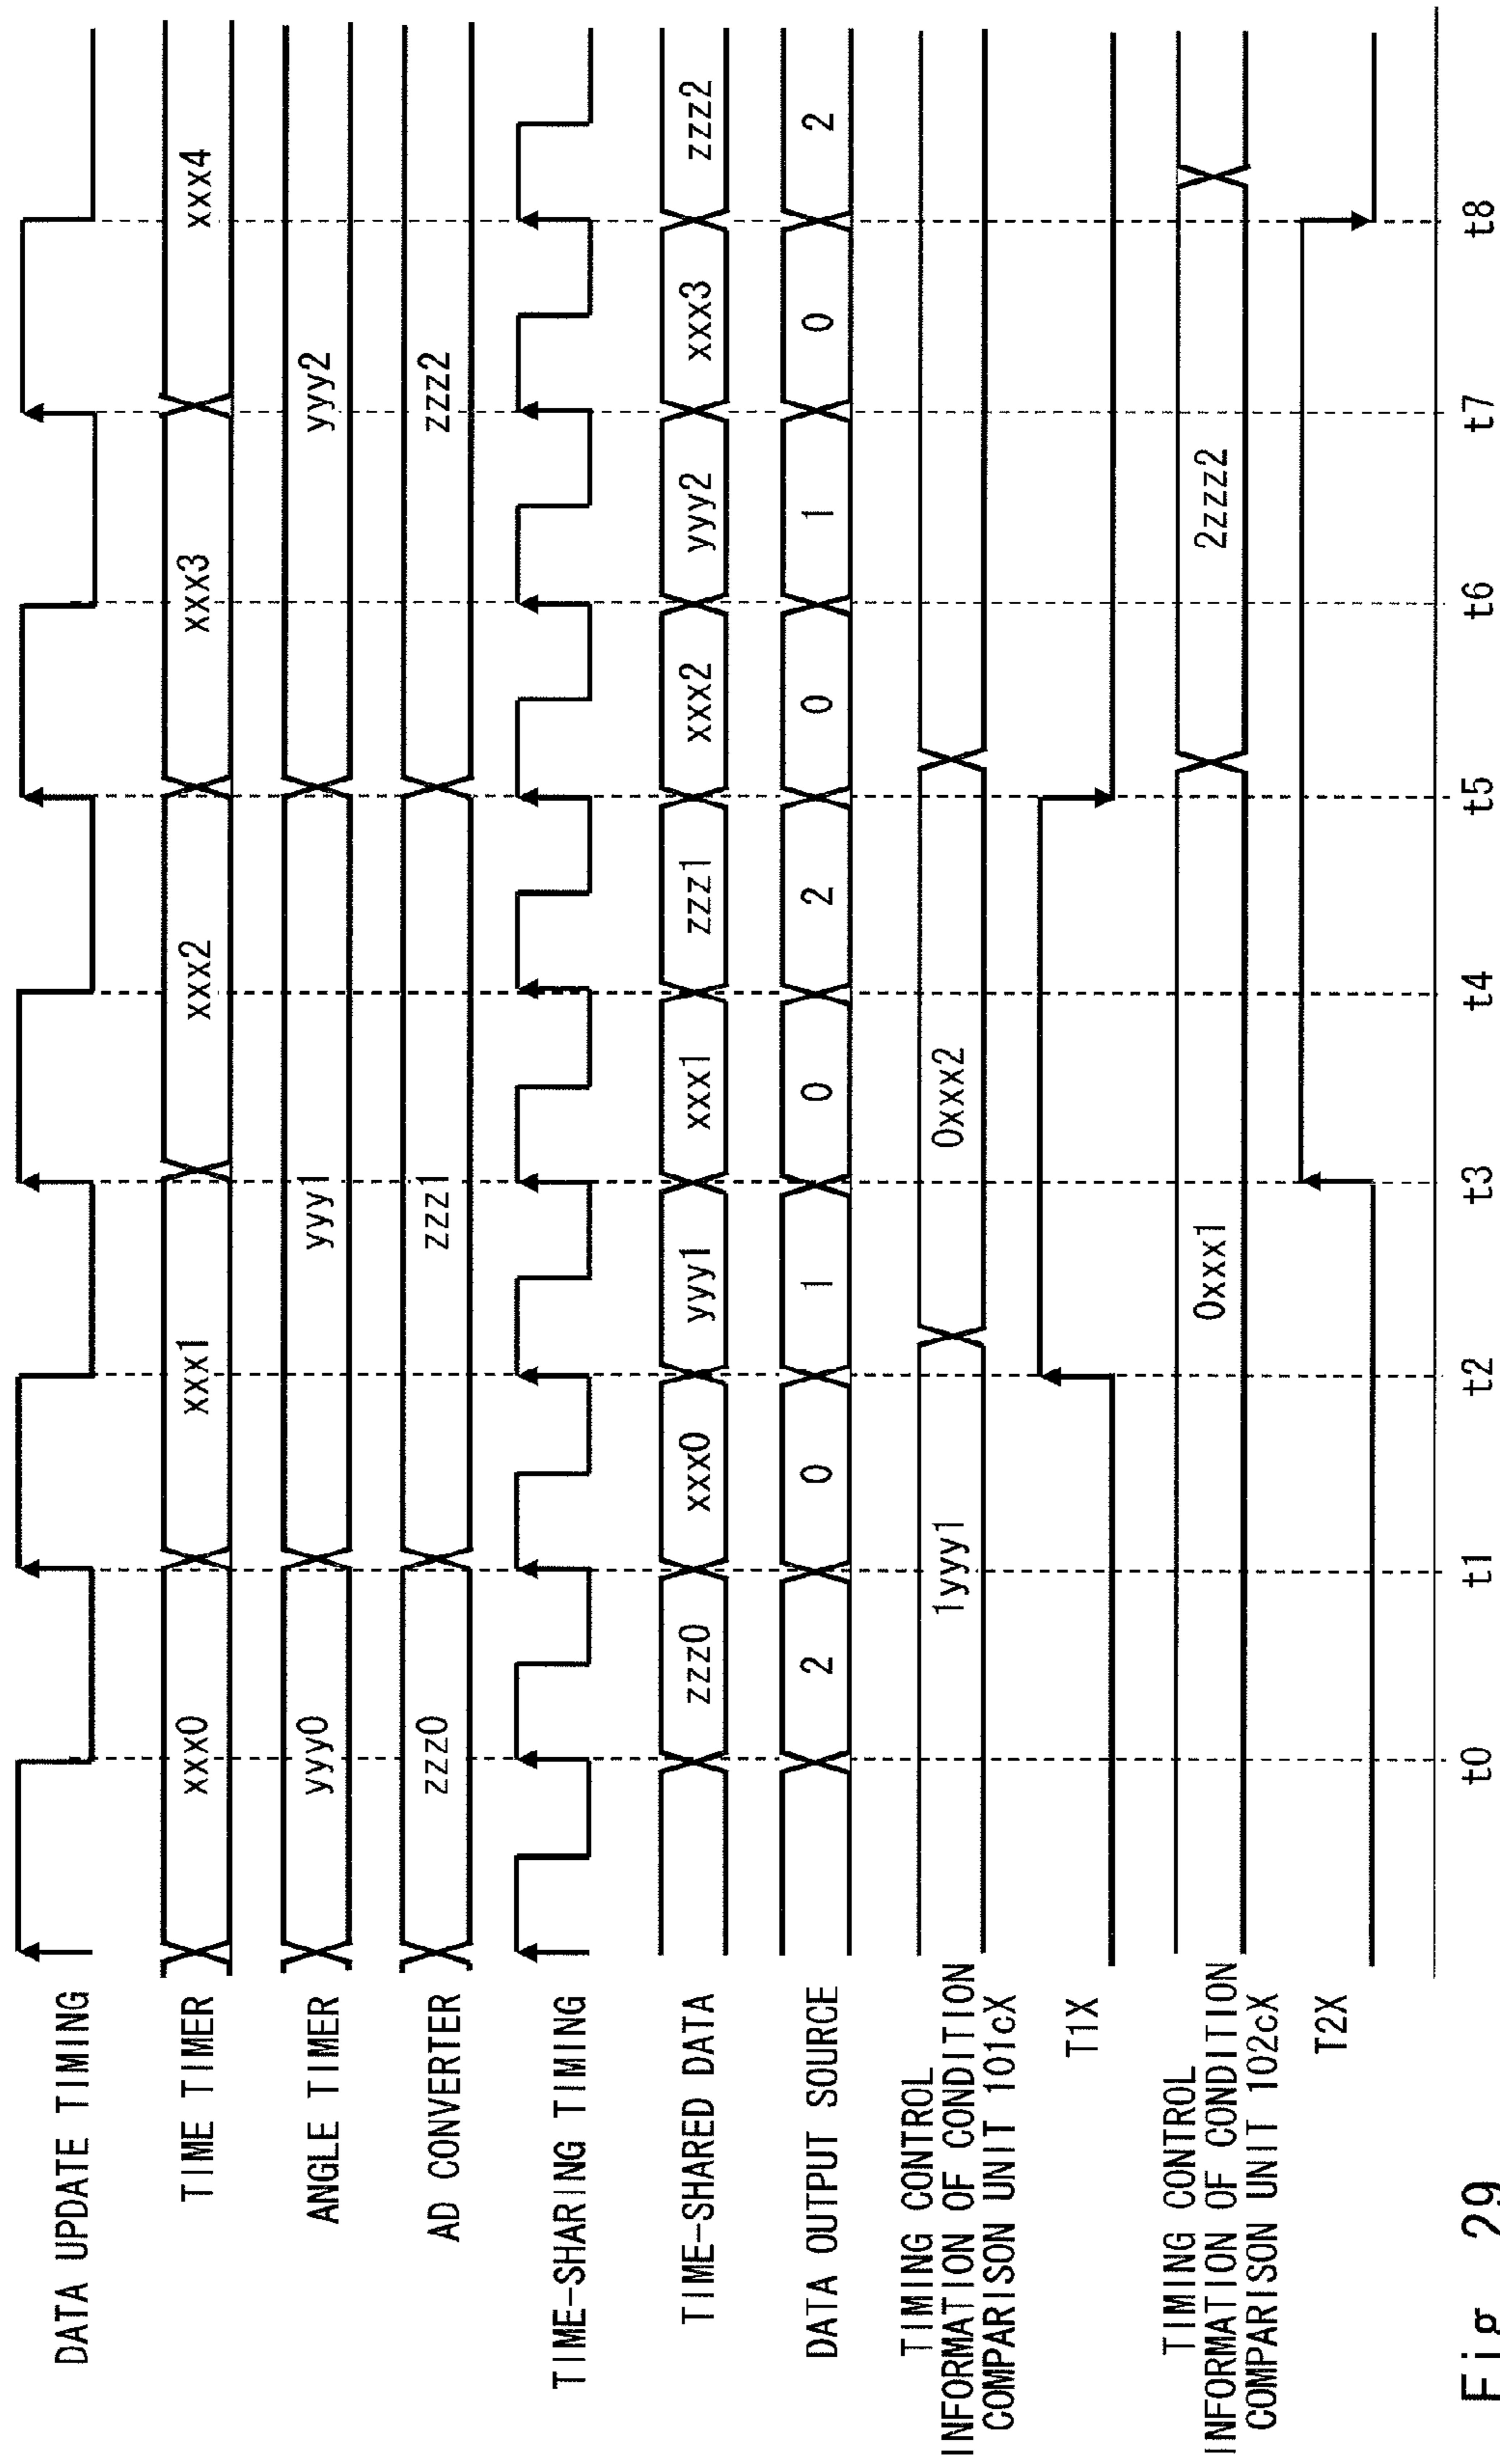 DATA UPDATE TIMING
TIME TIMER
xxx0 xxx1 xxx2 xxx3 xxx4
ANGLE TIMER
yyy0 yyy1 yyy2
AD CONVERTER
zzz0 zzz1 zzz2
TIME-SHARING TIMING
TIME-SHARED DATA
zzz0 xxx0 yyy1 xxx1 zzz1 xxx2 yyy2 xxx3 zzz2
DATA OUTPUT SOURCE
2 0 1 0 2 0 1 0 2
TIMING CONTROL
INFORMATION OF CONDITION
COMPARISON UNIT 101cX
1yyy1 0xxx2
T1X
TIMING CONTROL
INFORMATION OF CONDITION
COMPARISON UNIT 102cX
0xxx1 2zzz2
T2X
t0 t1 t2 t3 t4 t5 t6 t7 t8
Fig. 29